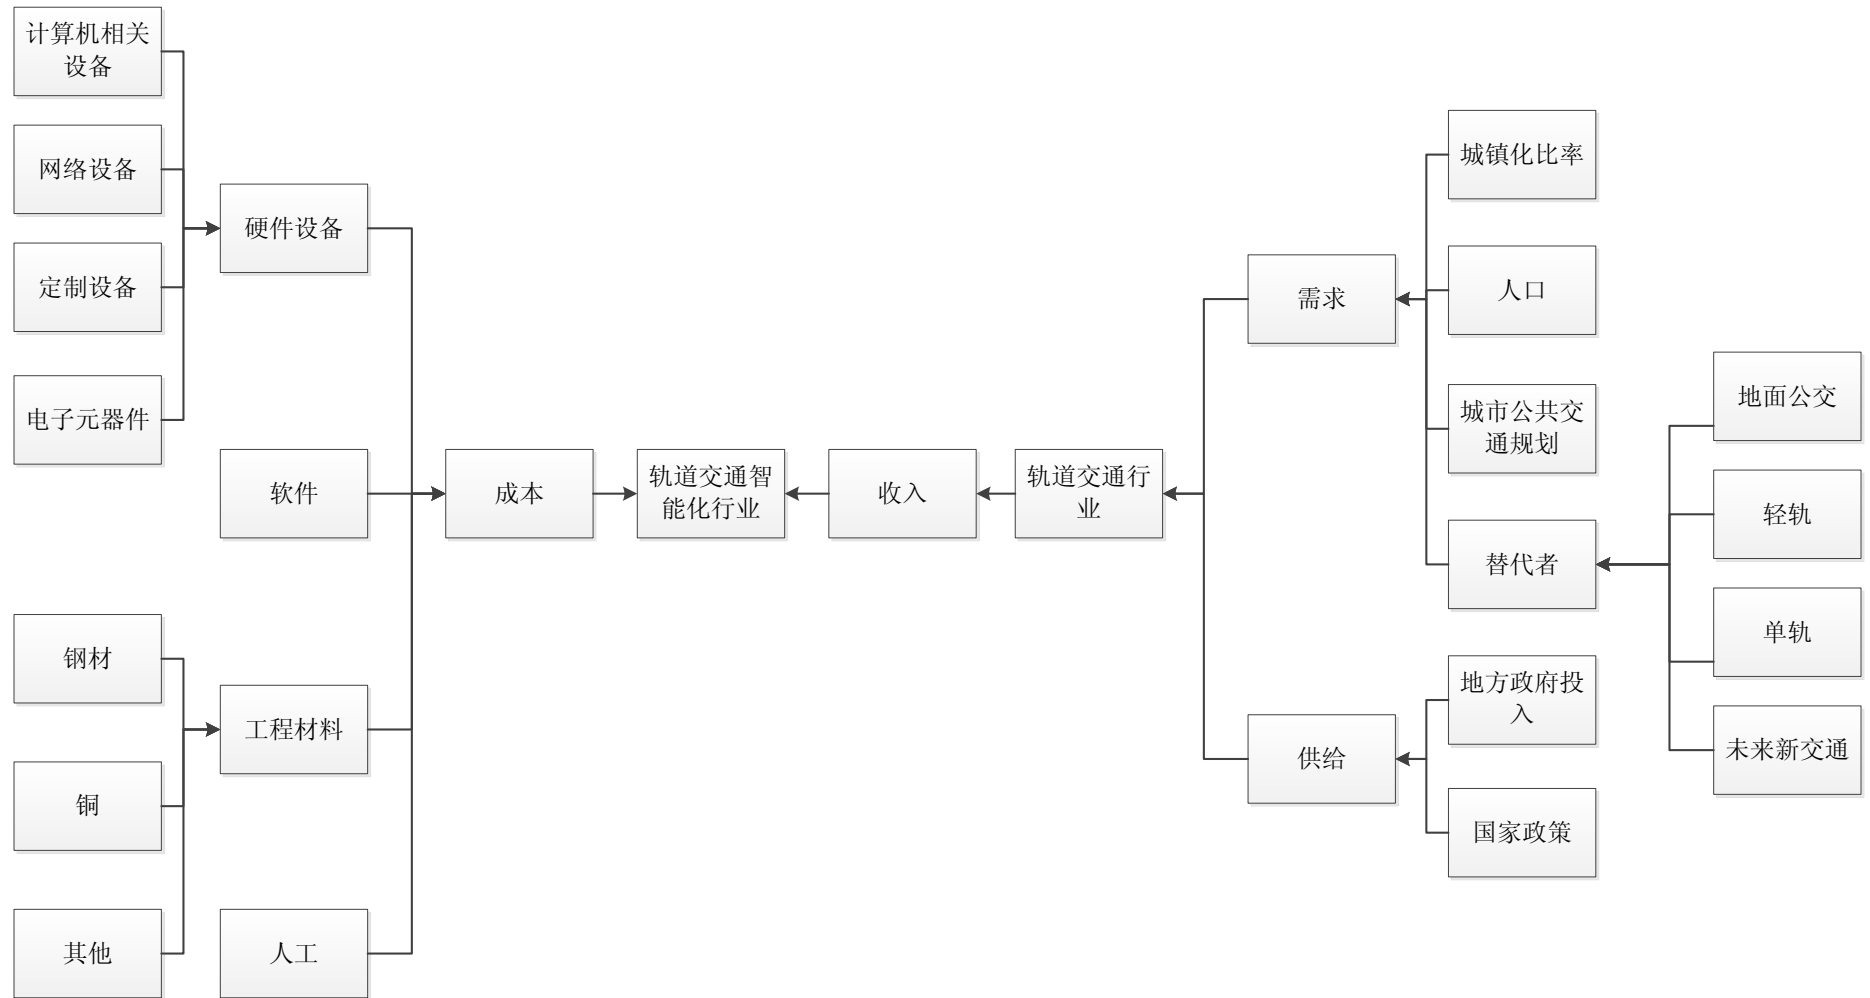 计算机相关
设备
网络设备
定制设备
电子元器件
硬件设备
软件
钢材
铜
其他
工程材料
人工
成本
轨道交通智
能化行业
收入
轨道交通行
业
需求
供给
城镇化比率
人口
城市公共交
通规划
替代者
地方政府投
入
国家政策
地面公交
轻轨
单轨
未来新交通